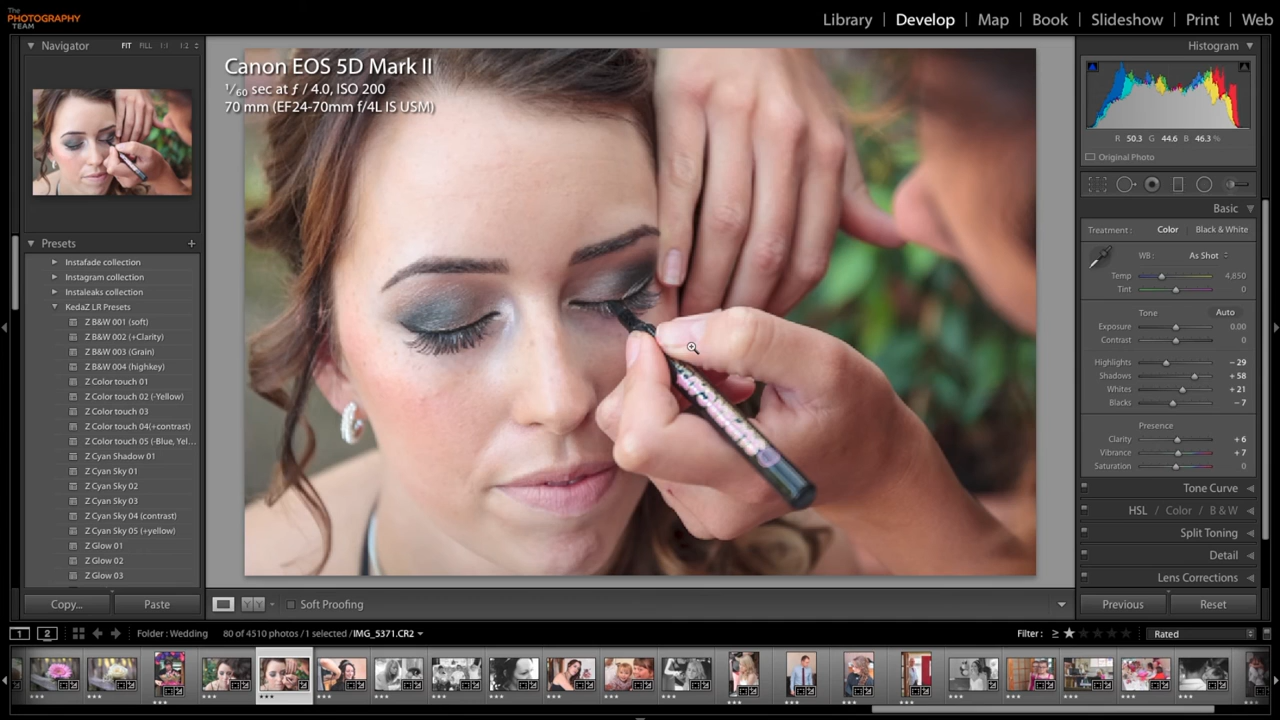 The
PHOTOGRAPHY
TEAM
Library | Develop | Map | Book | Slideshow | Print | Web
Navigator FIT FILL 1:1 1:2
Presets +
Instafade collection
Instagram collection
Instaleaks collection
KedaZ LR Presets
Z B&W 001 (soft)
Z B&W 002 (+Clarity)
Z B&W 003 (Grain)
Z B&W 004 (highkey)
Z Color touch 01
Z Color touch 02 (-Yellow)
Z Color touch 03
Z Color touch 04(+contrast)
Z Color touch 05 (-Blue, Yel...
Z Cyan Shadow 01
Z Cyan Sky 01
Z Cyan Sky 02
Z Cyan Sky 03
Z Cyan Sky 04 (contrast)
Z Cyan Sky 05 (+yellow)
Z Glow 01
Z Glow 02
Z Glow 03
Copy... Paste
Canon EOS 5D Mark II
1/60 sec at ƒ / 4.0, ISO 200
70 mm (EF24-70mm f/4L IS USM)
YY Soft Proofing
Histogram
R 50.3 G 44.6 B 46.3 %
Original Photo
Basic
Treatment : Color | Black & White
WB: As Shot
Temp 4,850
Tint 0
Tone Auto
Exposure 0.00
Contrast 0
Highlights - 29
Shadows + 58
Whites + 21
Blacks - 7
Presence
Clarity + 6
Vibrance + 7
Saturation 0
Tone Curve
HSL / Color / B & W
Split Toning
Detail
Lens Corrections
Previous Reset
1 2 Folder : Wedding 80 of 4510 photos / 1 selected / IMG_5371.CR2 Filter : ≥ ★ ★ ★ ★ ★ Rated